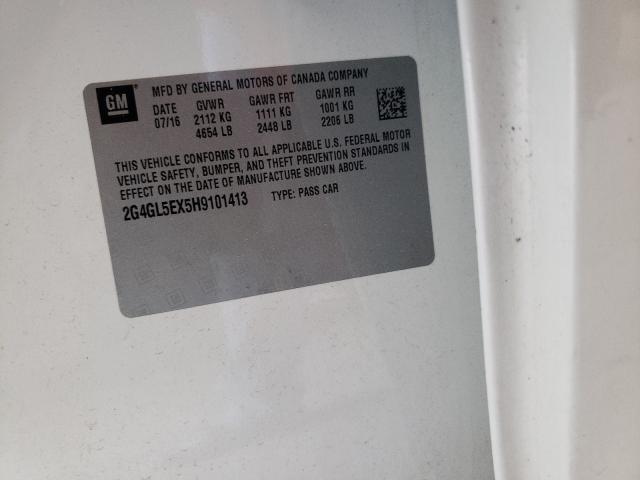 GM
MFD BY GENERAL MOTORS OF CANADA COMPANY
DATE GVWR GAWR FRT GAWR RR
07/16 2112 KG 1111 KG 1001 KG
4654 LB 2448 LB 2206 LB
THIS VEHICLE CONFORMS TO ALL APPLICABLE U.S. FEDERAL MOTOR
VEHICLE SAFETY, BUMPER, AND THEFT PREVENTION STANDARDS IN
EFFECT ON THE DATE OF MANUFACTURE SHOWN ABOVE.
2G4GL5EX5H9101413 TYPE: PASS CAR